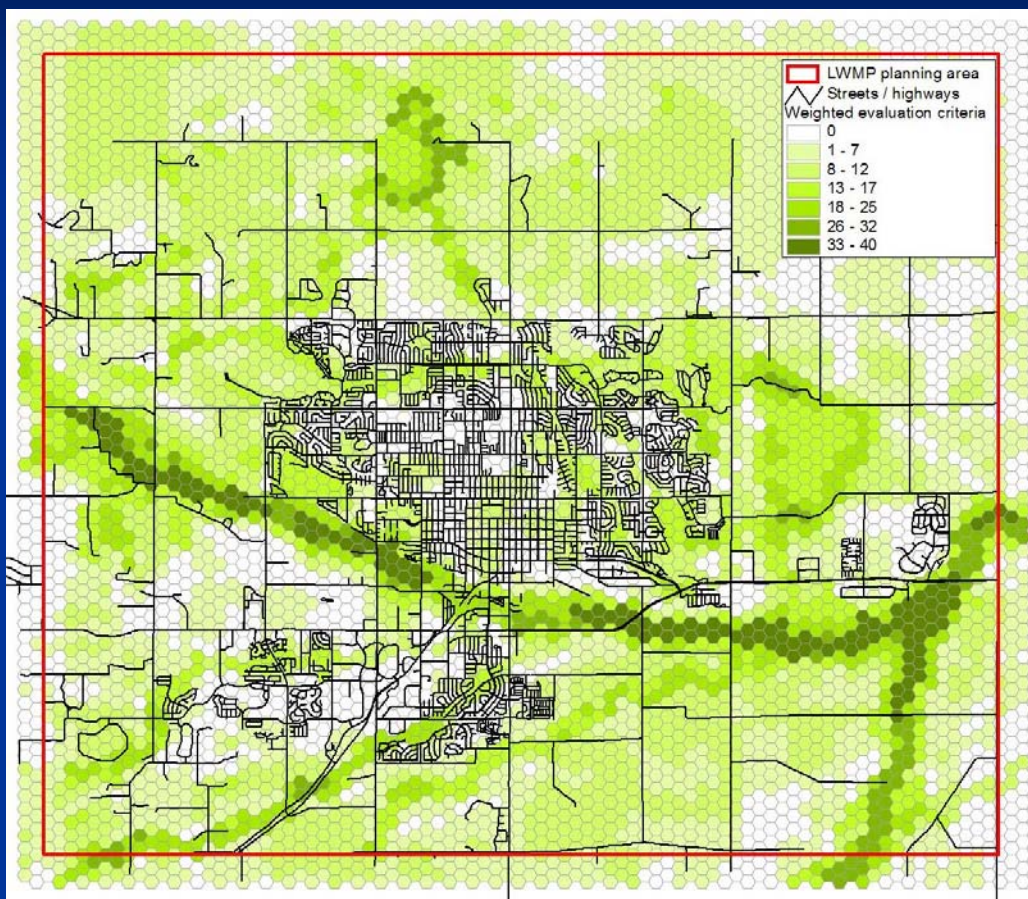 LWMP planning area
Streets / highways
Weighted evaluation criteria
0
1 - 7
8 - 12
13 - 17
18 - 25
26 - 32
33 - 40